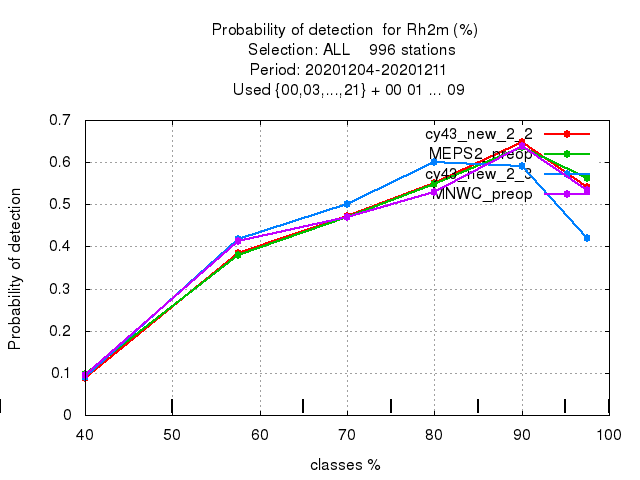 Probability of detection for Rh2m (%)
Selection: ALL 996 stations
Period: 20201204-20201211
Used {00,03,...,21} + 00 01 ... 09
cy43_new_2_2
MEPS2_preop
cy43_new_2_3
MNWC_preop
Probability of detection
0.7
0.6
0.5
0.4
0.3
0.2
0.1
0
40 50 60 70 80 90 100
classes %